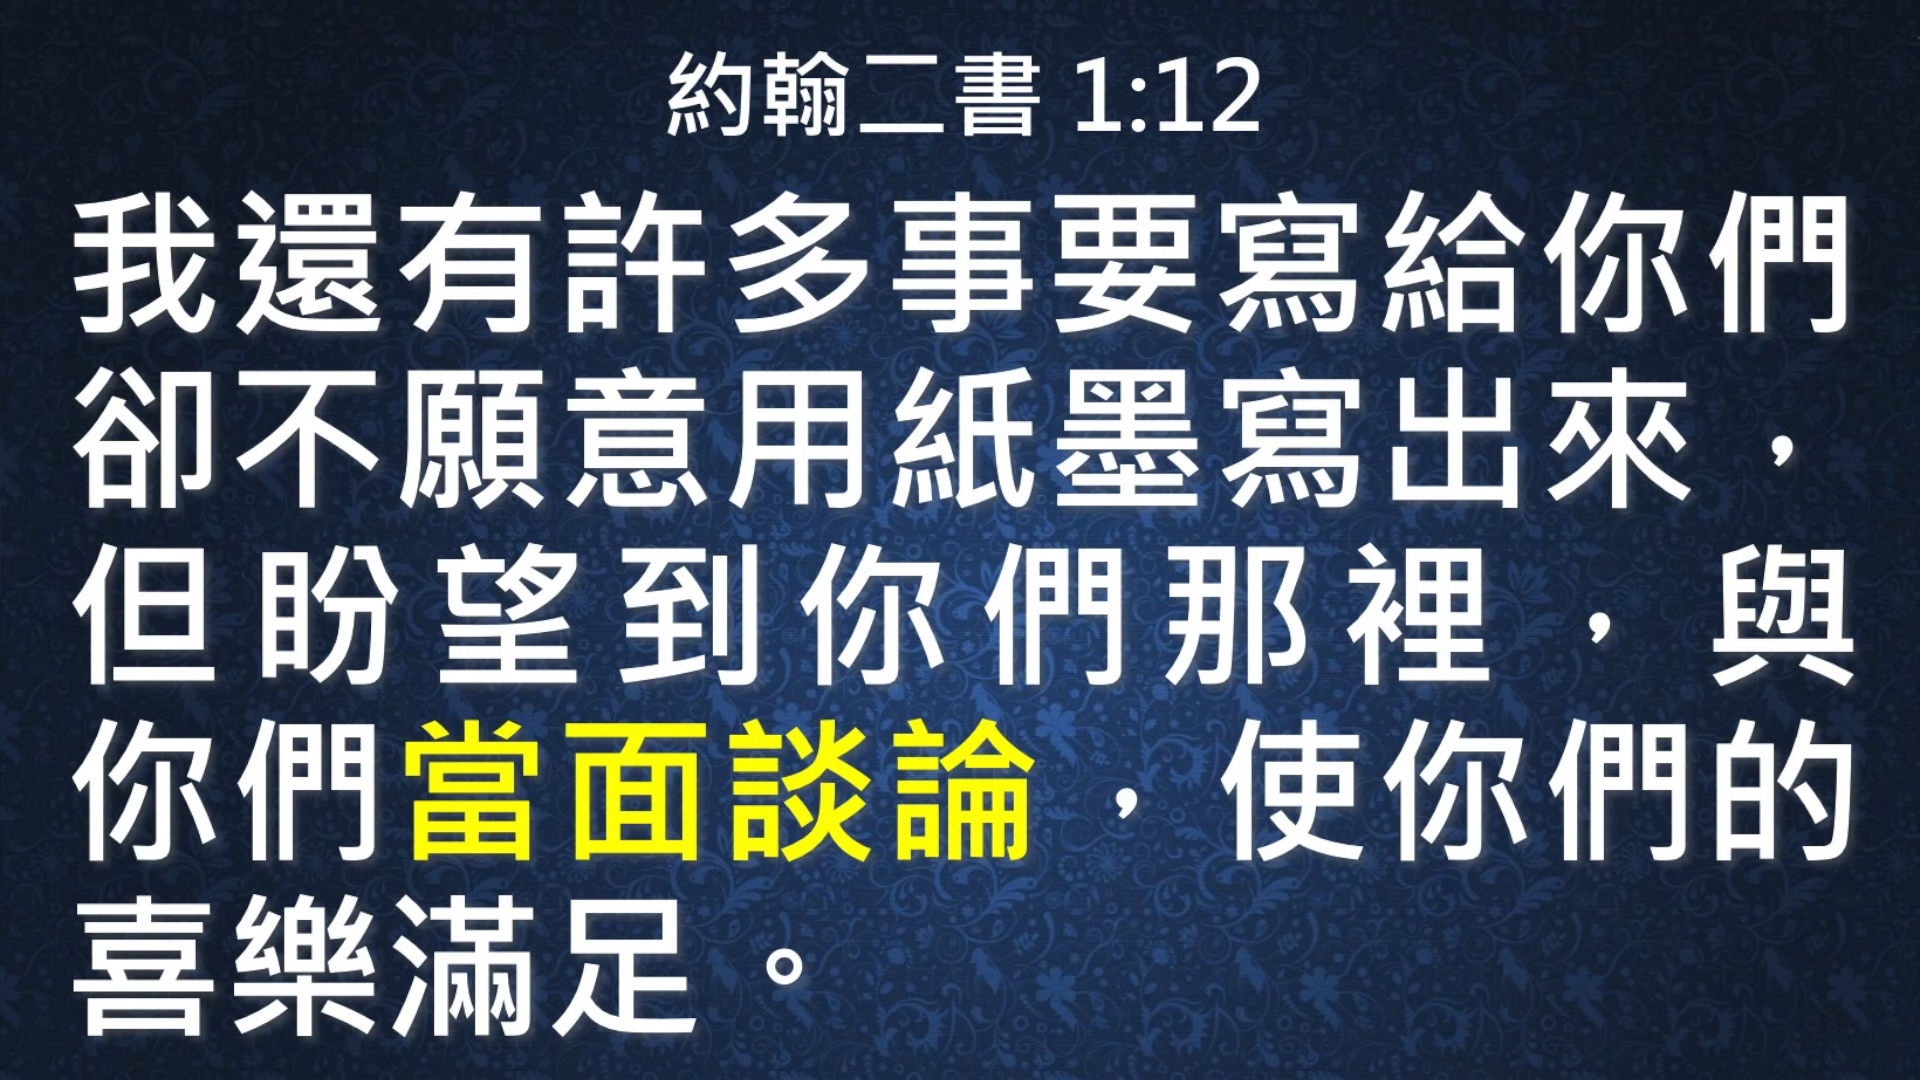 約翰二書 1:12
我還有許多事要寫給你們
卻不願意用紙墨寫出來，
但盼望到你們那裡，與
你們當面談論，使你們的
喜樂滿足。